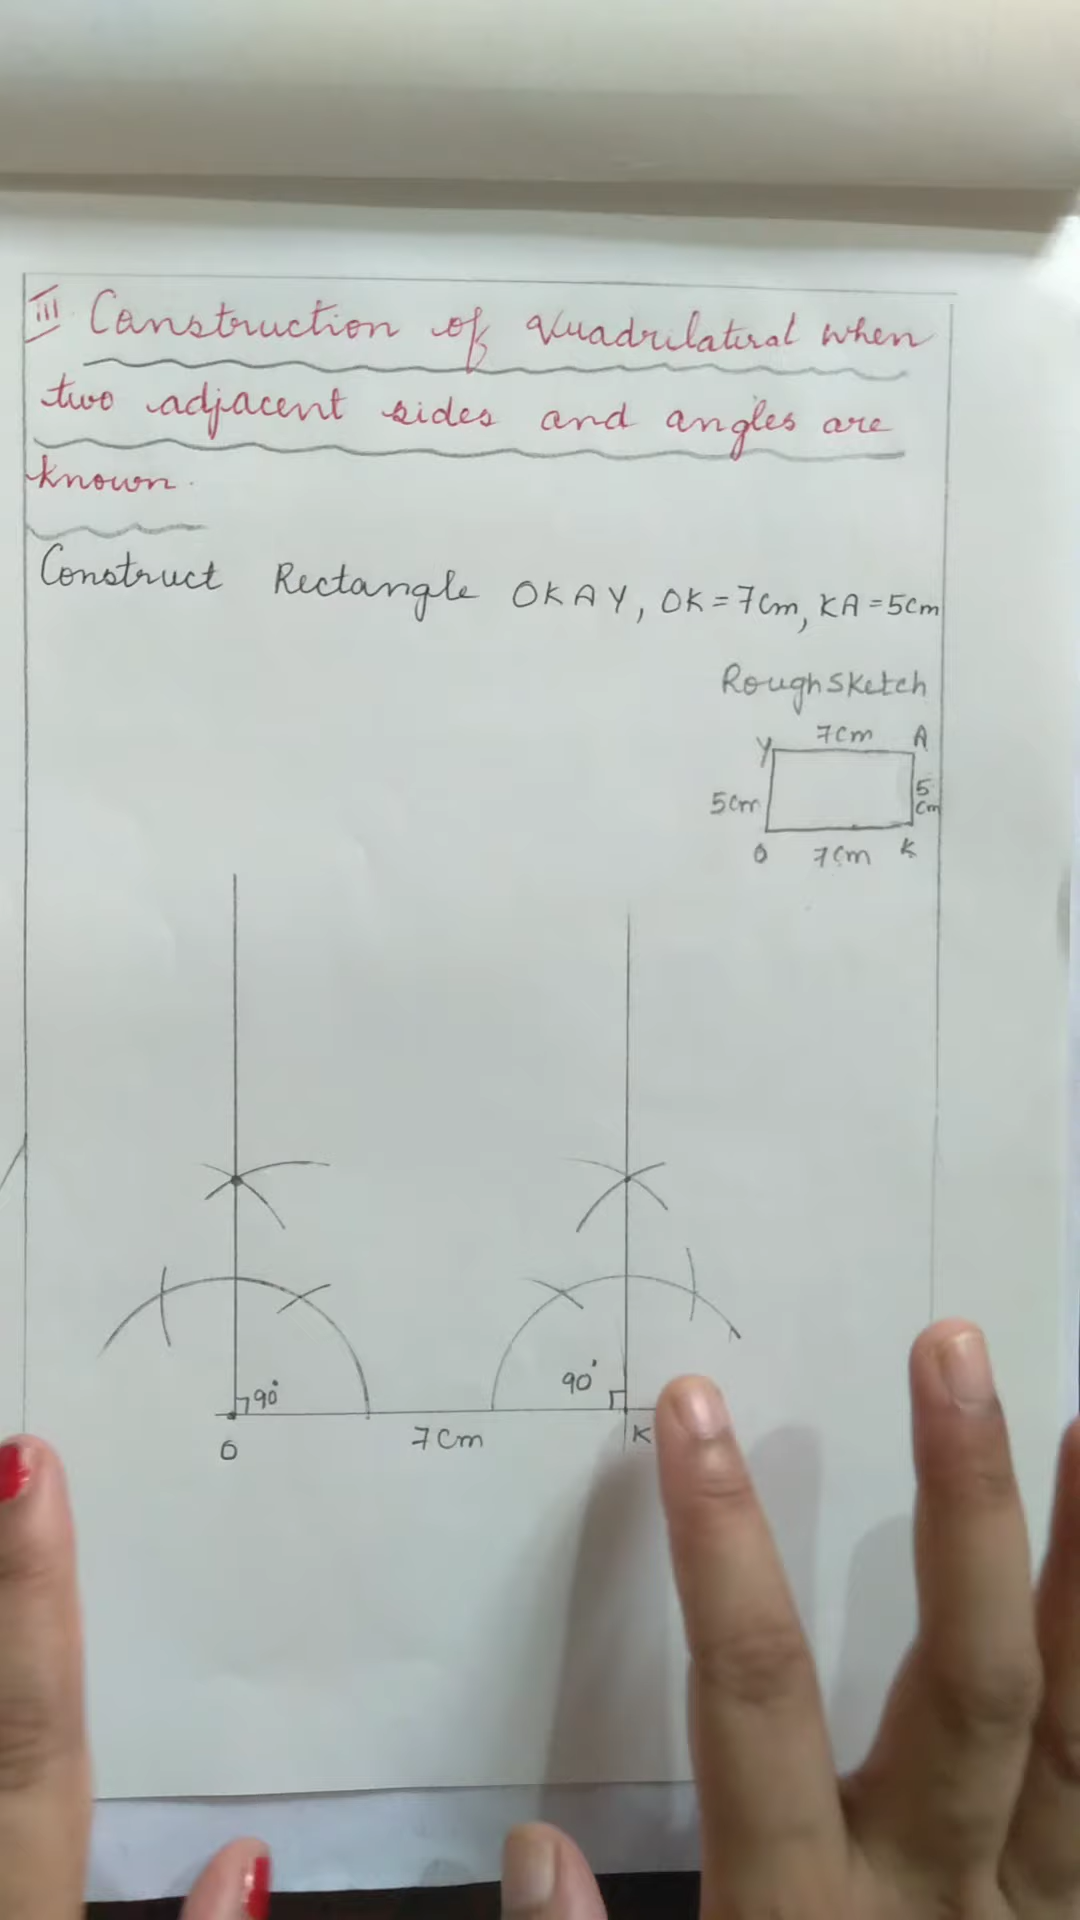 III. Construction of Quadrilateral when
two adjacent sides and angles are
known.
Construct Rectangle OKAY, OK = 7cm, KA = 5cm
Rough Sketch
Y 7cm A
5cm
5
cm
O 7cm K
90°
90°
O 7cm K